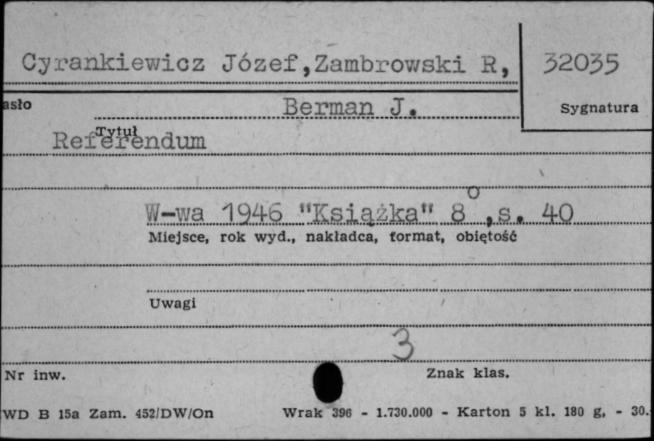 Cyrankiewicz Józef,Zambrowski R,
32035
asło
Berman J.
Sygnatura
Tytuł
Referendum
W-wa 1946 "Książka" 8°,s. 40
Miejsce, rok wyd., nakładca, format, objętość
Uwagi
3
Nr inw.
Znak klas.
WD B 15a Zam. 452/DW/On
Wrak 396 - 1.730.000 - Karton 5 kl. 180 g, - 30.